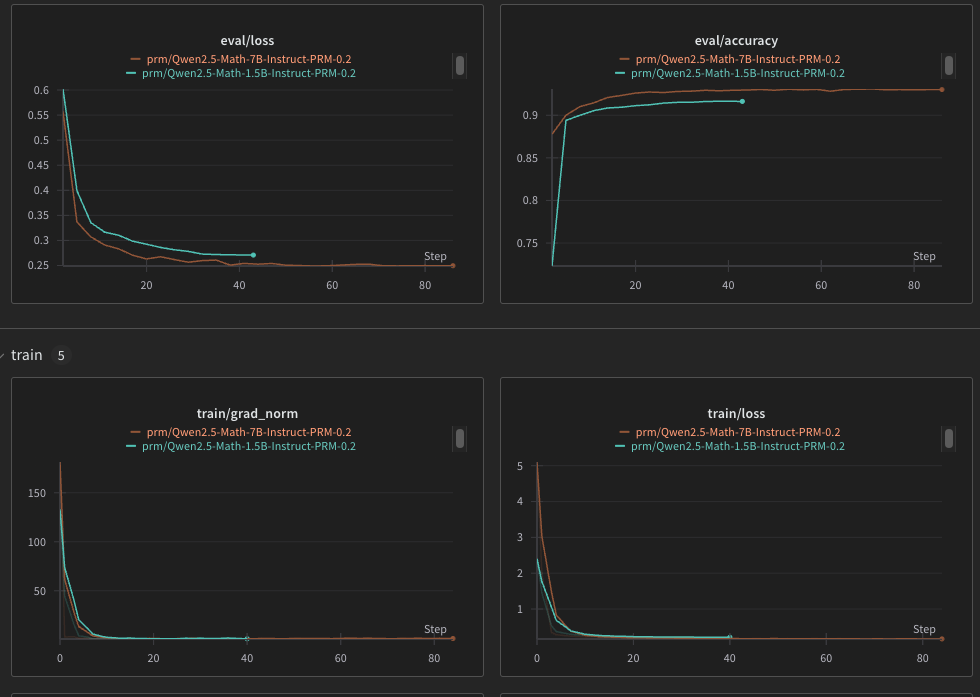 eval/loss
prm/Qwen2.5-Math-7B-Instruct-PRM-0.2
prm/Qwen2.5-Math-1.5B-Instruct-PRM-0.2
0.6
0.55
0.5
0.45
0.4
0.35
0.3
0.25
Step
20
40
60
80
eval/accuracy
prm/Qwen2.5-Math-7B-Instruct-PRM-0.2
prm/Qwen2.5-Math-1.5B-Instruct-PRM-0.2
0.9
0.85
0.8
0.75
Step
20
40
60
80
train 5
train/grad_norm
prm/Qwen2.5-Math-7B-Instruct-PRM-0.2
prm/Qwen2.5-Math-1.5B-Instruct-PRM-0.2
150
100
50
Step
0
20
40
60
80
train/loss
prm/Qwen2.5-Math-7B-Instruct-PRM-0.2
prm/Qwen2.5-Math-1.5B-Instruct-PRM-0.2
5
4
3
2
1
Step
0
20
40
60
80